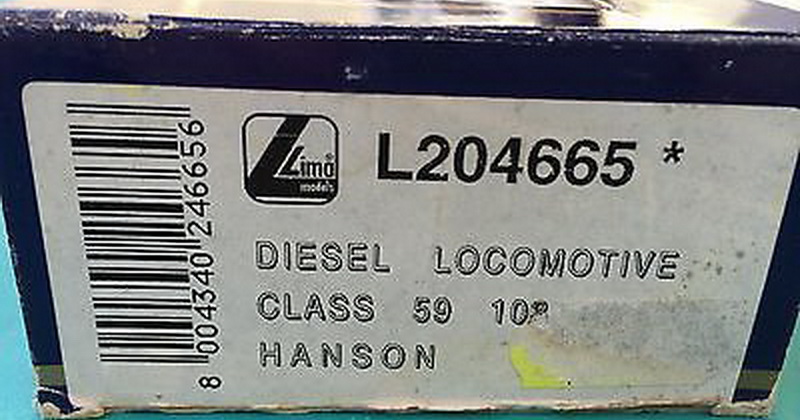 Lima®
models
L204665 *
DIESEL LOCOMOTIVE
CLASS 59
HANSON
8 004340 246656